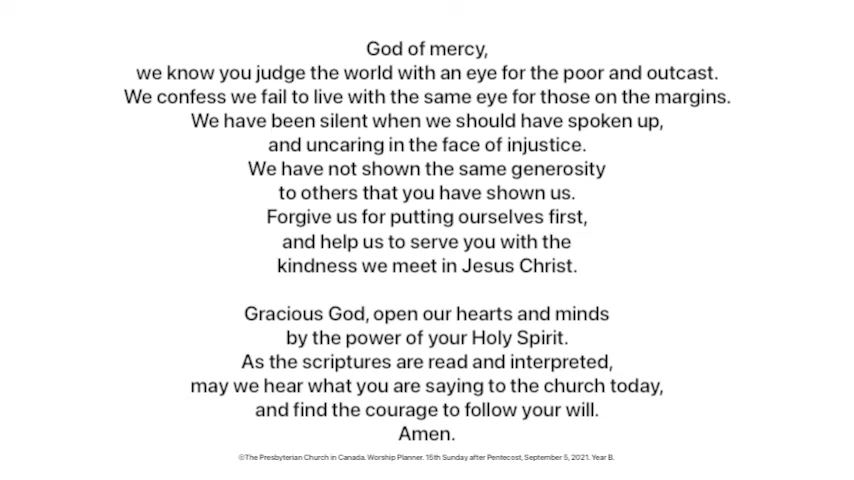 God of mercy,
we know you judge the world with an eye for the poor and outcast.
We confess we fail to live with the same eye for those on the margins.
We have been silent when we should have spoken up,
and uncaring in the face of injustice.
We have not shown the same generosity
to others that you have shown us.
Forgive us for putting ourselves first,
and help us to serve you with the
kindness we meet in Jesus Christ.
Gracious God, open our hearts and minds
by the power of your Holy Spirit.
As the scriptures are read and interpreted,
may we hear what you are saying to the church today,
and find the courage to follow your will.
Amen.
©The Presbyterian Church in Canada. Worship Planner. 15th Sunday after Pentecost, September 5, 2021. Year B.